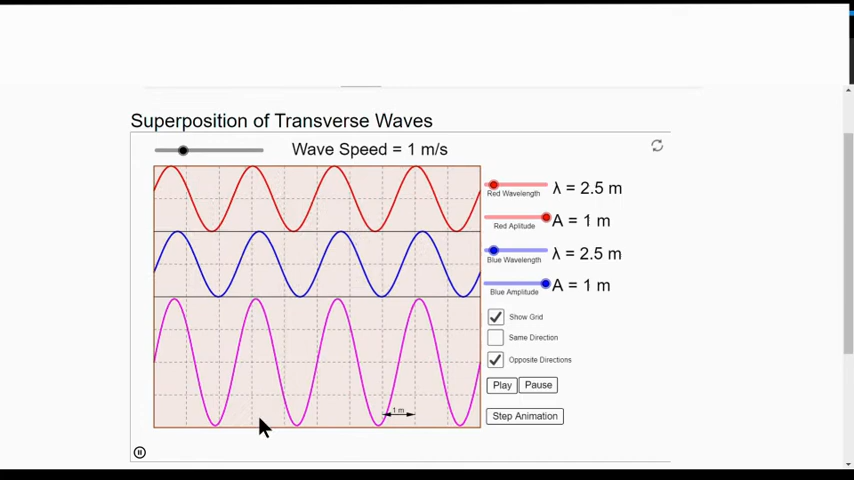 Superposition of Transverse Waves
Wave Speed = 1 m/s
λ = 2.5 m
Red Wavelength
A = 1 m
Red Aplitude
λ = 2.5 m
Blue Wavelength
A = 1 m
Blue Amplitude
Show Grid
Same Direction
Opposite Directions
Play Pause
1 m
Step Animation